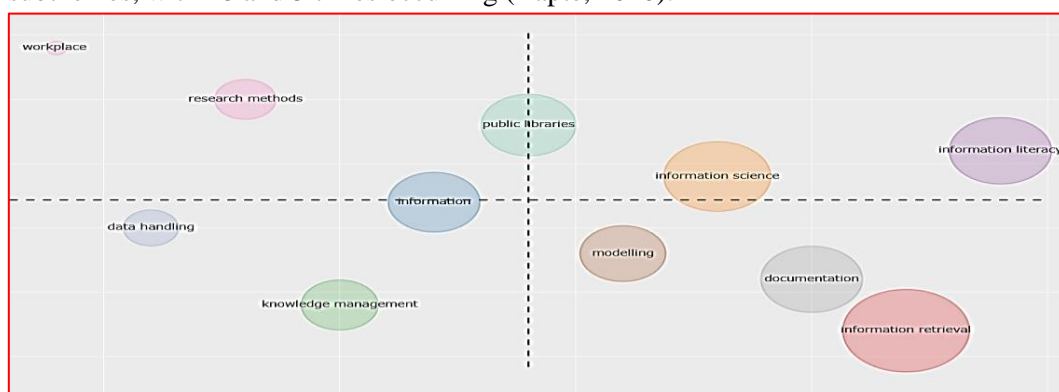 workplace
research methods
public libraries
information literacy
information science
information
data handling
modelling
documentation
knowledge management
information retrieval